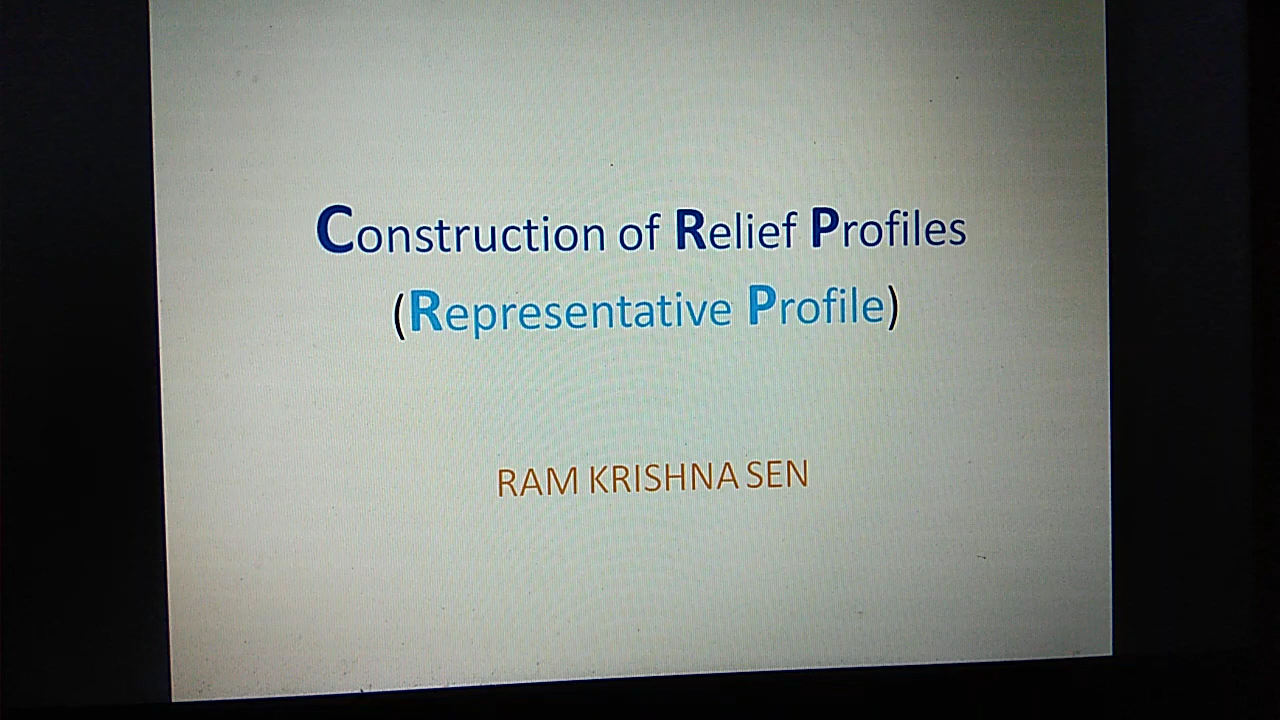 Construction of Relief Profiles
(Representative Profile)
RAM KRISHNA SEN